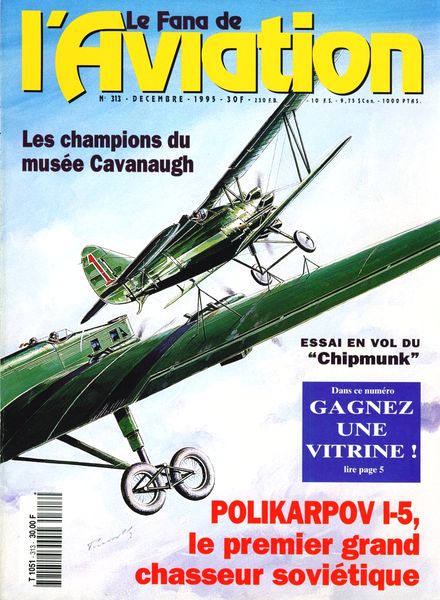 Le Fana de
l'Aviation
N° 313 - DECEMBRE - 1995 - 30F - 230 F.B. - 10 F.S. - 9,75 $Can. - 1000 PTAS.
Les champions du
musée Cavanaugh
1
ESSAI EN VOL DU
"Chipmunk"
Dans ce numéro
GAGNEZ
UNE
VITRINE !
lire page 5
POLIKARPOV I-5,
le premier grand
chasseur soviétique
T 1051 - 313 - 30,00 F